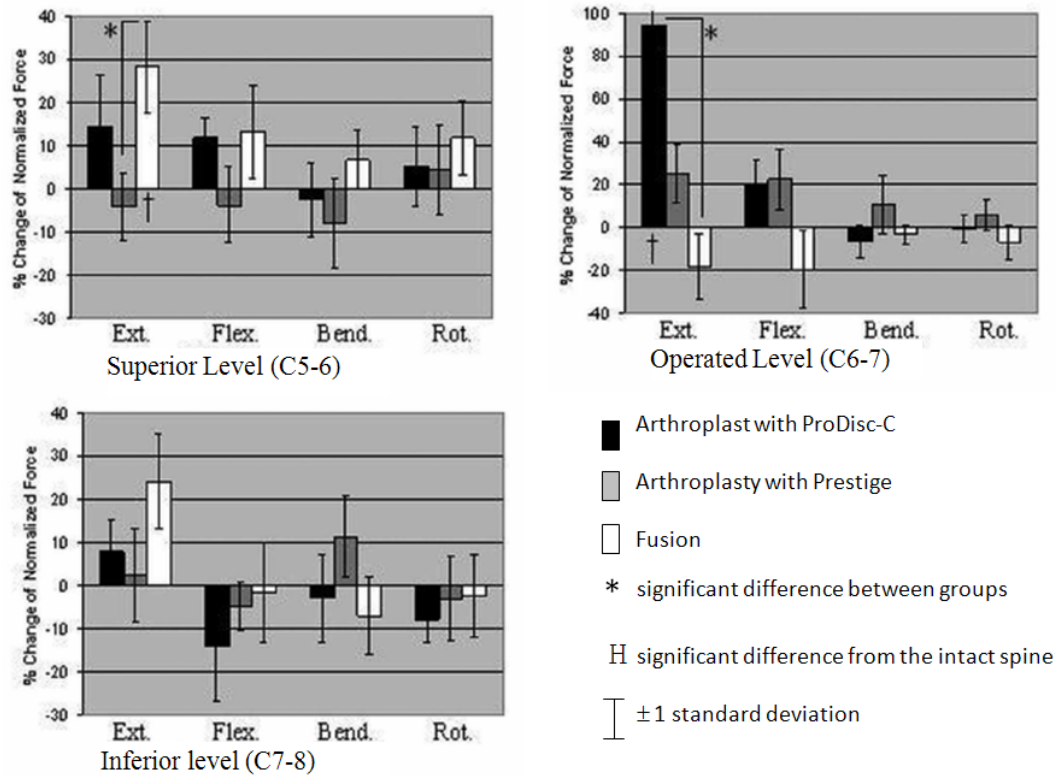 % Change of Normalized Force
40
30
20
10
0
-10
-20
-30
*
†
Ext. Flex. Bend. Rot.
Superior Level (C5-6)
% Change of Normalized Force
100
80
60
40
20
0
-20
-40
*
†
Ext. Flex. Bend. Rot.
Operated Level (C6-7)
% Change of Normalized Force
40
30
20
10
0
-10
-20
-30
Ext. Flex. Bend. Rot.
Inferior level (C7-8)
Arthroplast with ProDisc-C
Arthroplasty with Prestige
Fusion
* significant difference between groups
H significant difference from the intact spine
±1 standard deviation